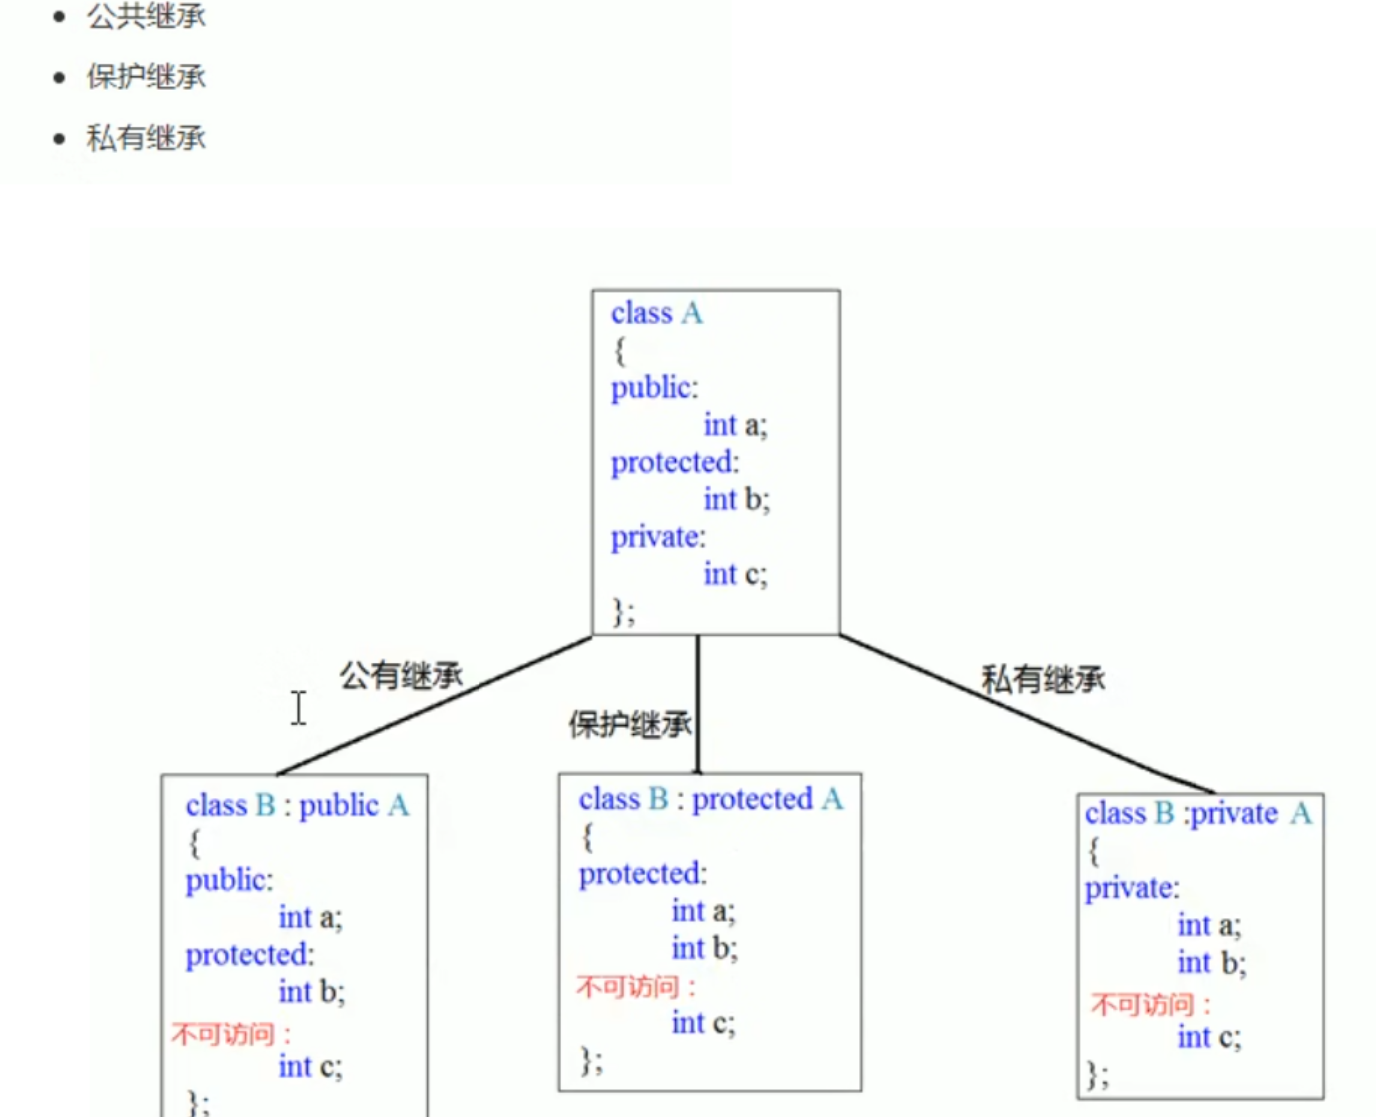 公共继承
保护继承
私有继承
class A
{
public:
int a;
protected:
int b;
private:
int c;
};
公有继承
保护继承
私有继承
class B : public A
{
public:
int a;
protected:
int b;
不可访问：
int c;
};
class B : protected A
{
protected:
int a;
int b;
不可访问：
int c;
};
class B :private A
{
private:
int a;
int b;
不可访问：
int c;
};